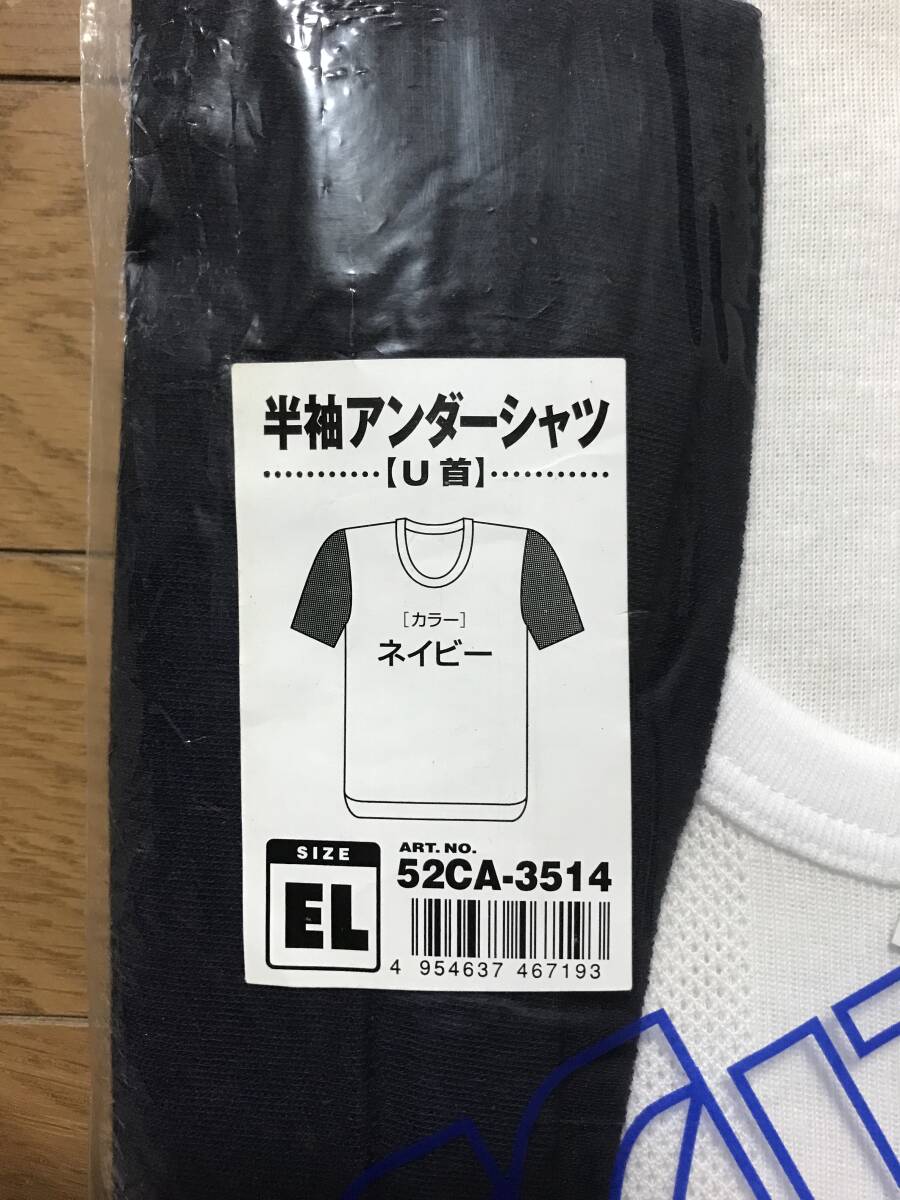 半袖アンダーシャツ
【U首】
[カラー]
ネイビー
SIZE
EL
ART. NO.
52CA-3514
4 954637 467193